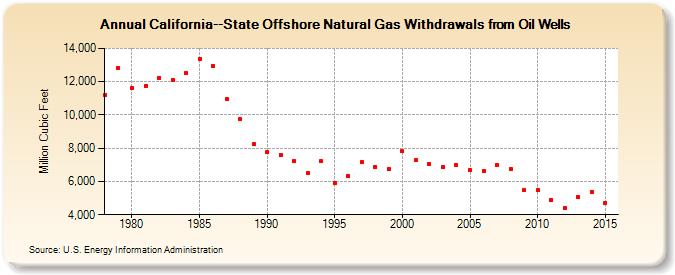 Annual California--State Offshore Natural Gas Withdrawals from Oil Wells
Million Cubic Feet
14,000
12,000
10,000
8,000
6,000
4,000
1980 1985 1990 1995 2000 2005 2010 2015
Source: U.S. Energy Information Administration